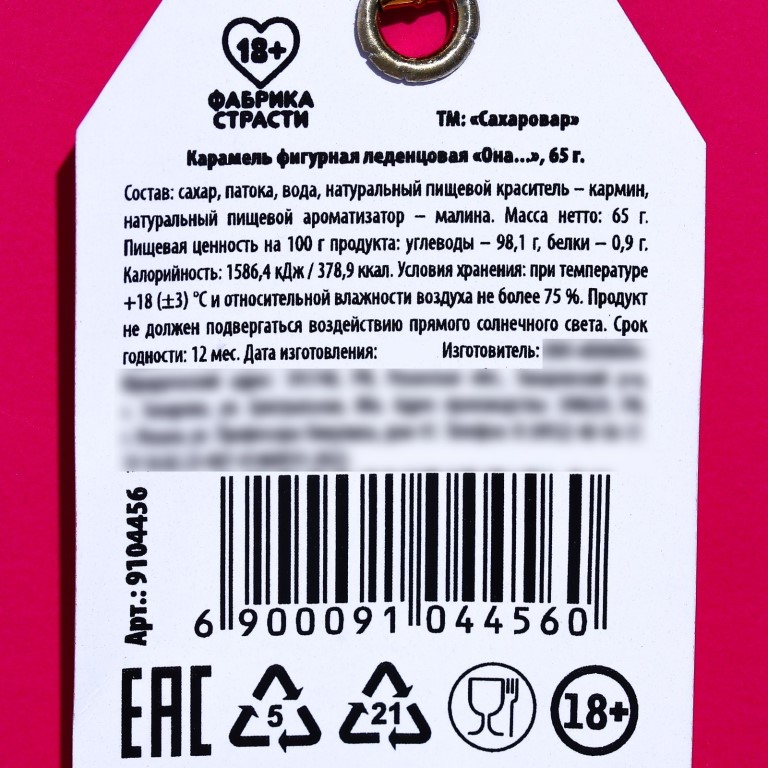 18+
ФАБРИКА
СТРАСТИ
ТМ: «Сахаровар»
Карамель фигурная леденцовая «Она...», 65 г.
Состав: сахар, патока, вода, натуральный пищевой краситель – кармин,
натуральный пищевой ароматизатор – малина. Масса нетто: 65 г.
Пищевая ценность на 100 г продукта: углеводы – 98,1 г, белки – 0,9 г.
Калорийность: 1586,4 кДж / 378,9 ккал. Условия хранения: при температуре
+18 (±3) °С и относительной влажности воздуха не более 75 %. Продукт
не должен подвергаться воздействию прямого солнечного света. Срок
годности: 12 мес. Дата изготовления: Изготовитель:
Арт.: 9104456
6 900091 044560
ЕАС 5 21 18+